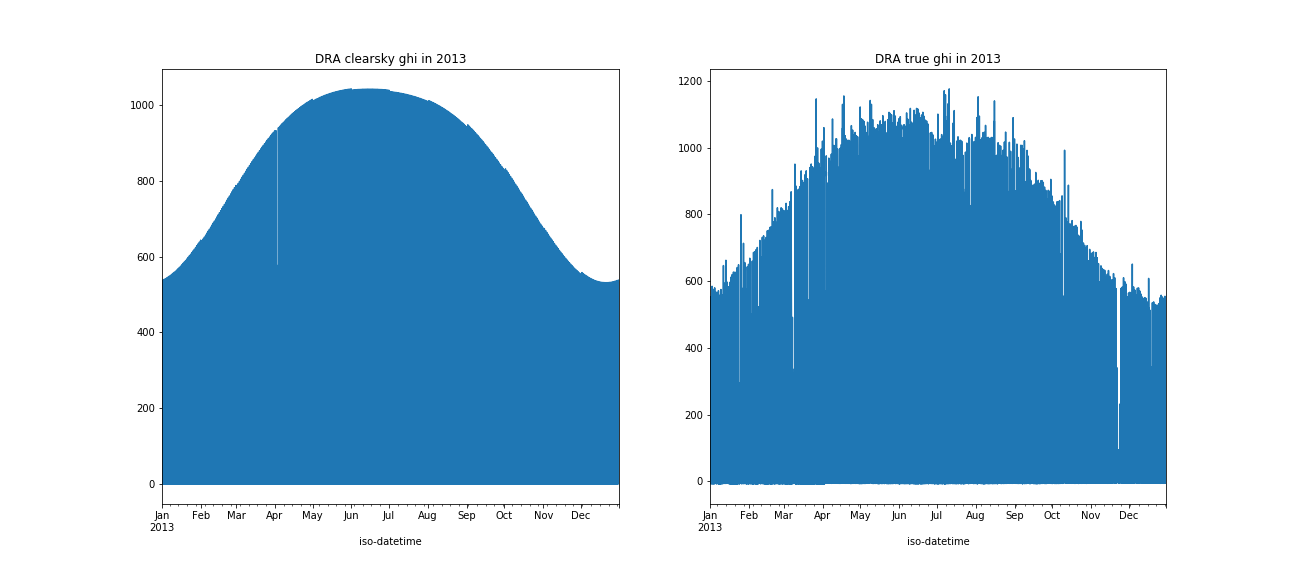 DRA clearsky ghi in 2013
1000
800
600
400
200
0
Jan Feb Mar Apr May Jun Jul Aug Sep Oct Nov Dec
2013
iso-datetime
DRA true ghi in 2013
1200
1000
800
600
400
200
0
Jan Feb Mar Apr May Jun Jul Aug Sep Oct Nov Dec
2013
iso-datetime